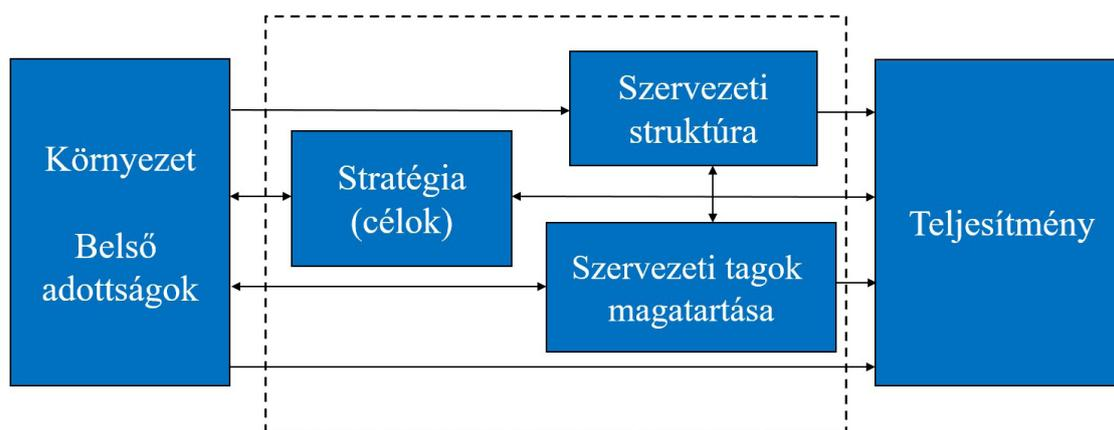 Környezet
Belső
adottságok
Stratégia
(célok)
Szervezeti
struktúra
Szervezeti tagok
magatartása
Teljesítmény